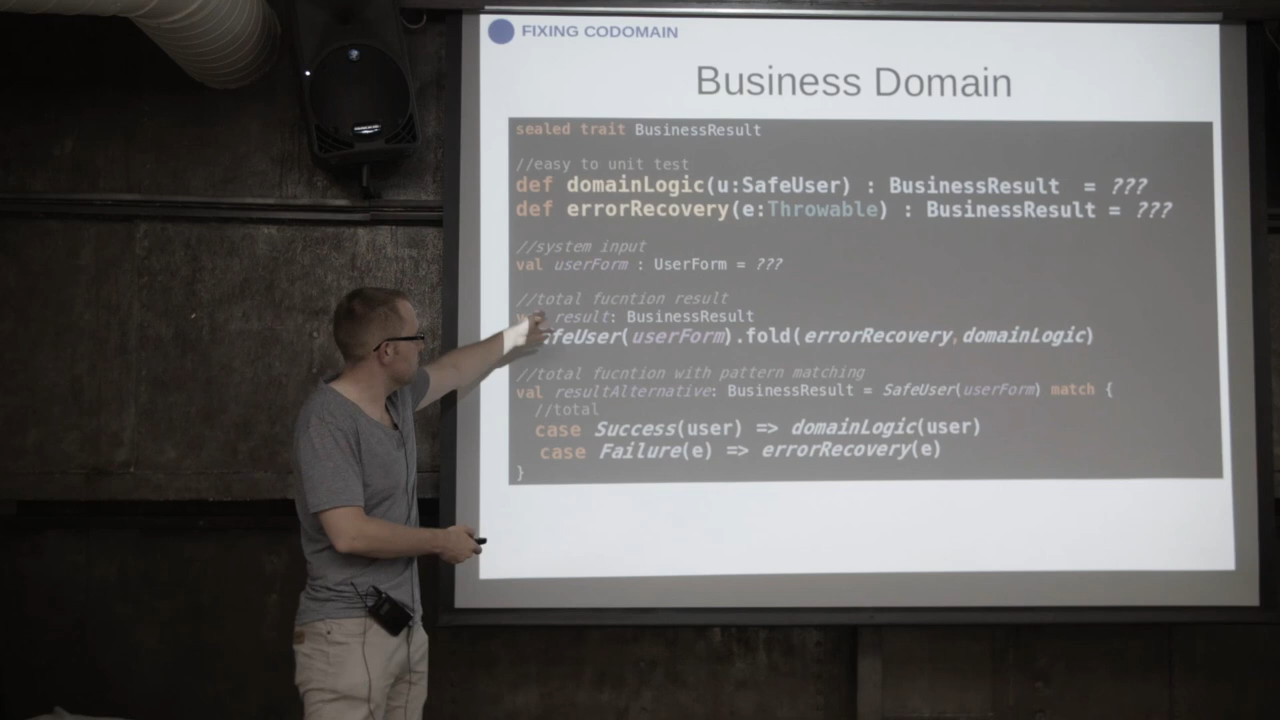 FIXING CODOMAIN
Business Domain
sealed trait BusinessResult
//easy to unit test
def domainLogic(u:SafeUser) : BusinessResult = ???
def errorRecovery(e:Throwable) : BusinessResult = ???
//system input
val userForm : UserForm = ???
//total fucntion result
result: BusinessResult
afeUser(userForm).fold(errorRecovery,domainLogic)
//total fucntion with pattern matching
val resultAlternative: BusinessResult = SafeUser(userForm) match {
//total
case Success(user) => domainLogic(user)
case Failure(e) => errorRecovery(e)
}